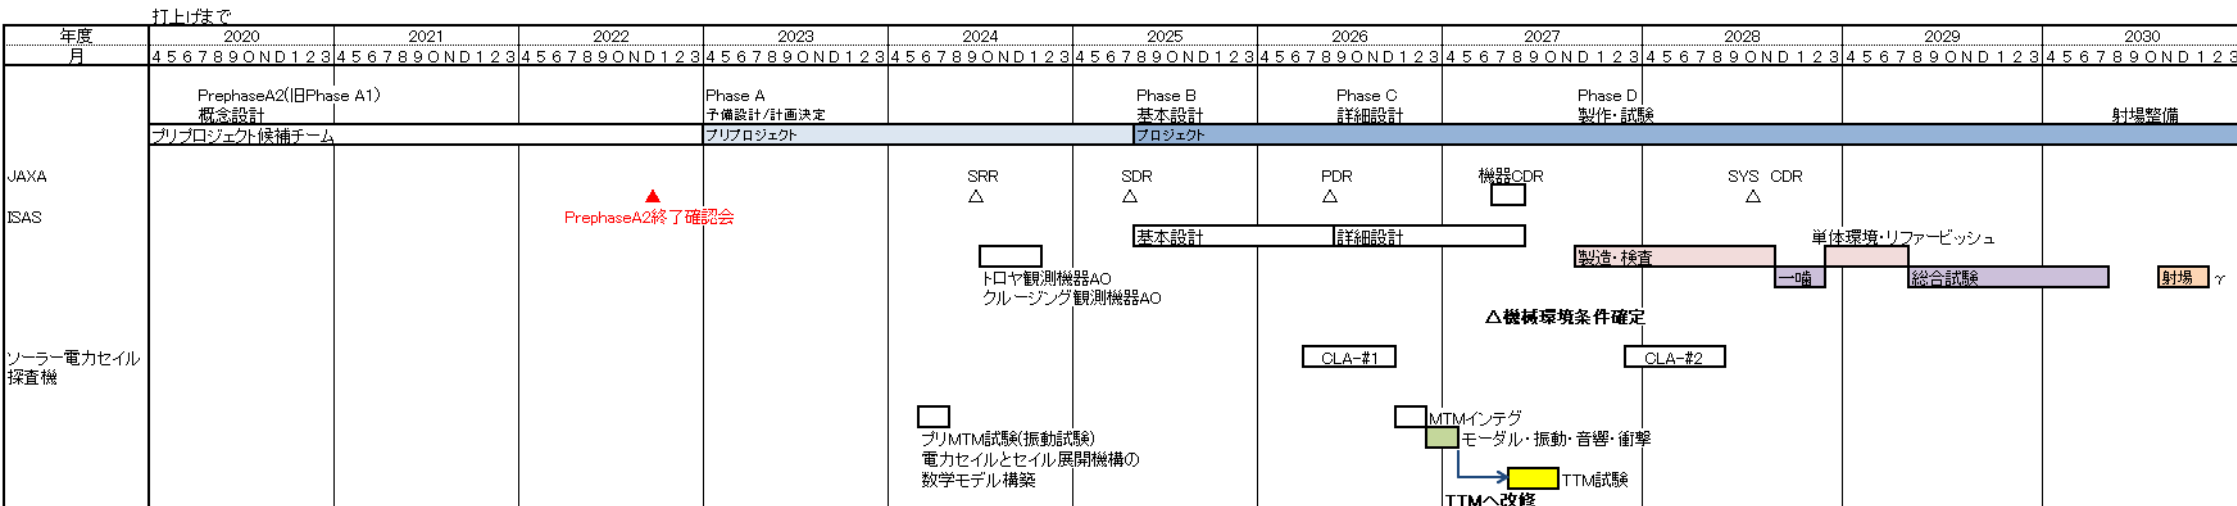 打上げまで
年度 2020 2021 2022 2023 2024 2025 2026 2027 2028 2029 2030
月 4 5 6 7 8 9 O N D 1 2 3 4 5 6 7 8 9 O N D 1 2 3 4 5 6 7 8 9 O N D 1 2 3 4 5 6 7 8 9 O N D 1 2 3 4 5 6 7 8 9 O N D 1 2 3 4 5 6 7 8 9 O N D 1 2 3 4 5 6 7 8 9 O N D 1 2 3 4 5 6 7 8 9 O N D 1 2 3 4 5 6 7 8 9 O N D 1 2 3 4 5 6 7 8 9 O N D 1 2 3 4 5 6 7 8 9 O N D 1 2 3
PrephaseA2(旧Phase A1) Phase A Phase B Phase C Phase D
概念設計 予備設計/計画決定 基本設計 詳細設計 製作・試験 射場整備
プリプロジェクト候補チーム プリプロジェクト プロジェクト
JAXA SRR SDR PDR 機器CDR SYS CDR
▲ △ △ △ △
ISAS PrephaseA2終了確認会
基本設計 詳細設計 単体環境・リファービッシュ
製造・検査
トロヤ観測機器AO 一噛 総合試験 射場 γ
クルージング観測機器AO
△機械環境条件確定
ソーラー電力セイル CLA-#1 CLA-#2
探査機
MTMインテグ
プリMTM試験(振動試験) モーダル・振動・音響・衝撃
電力セイルとセイル展開機構の
数学モデル構築 TTM試験
TTMへ改修